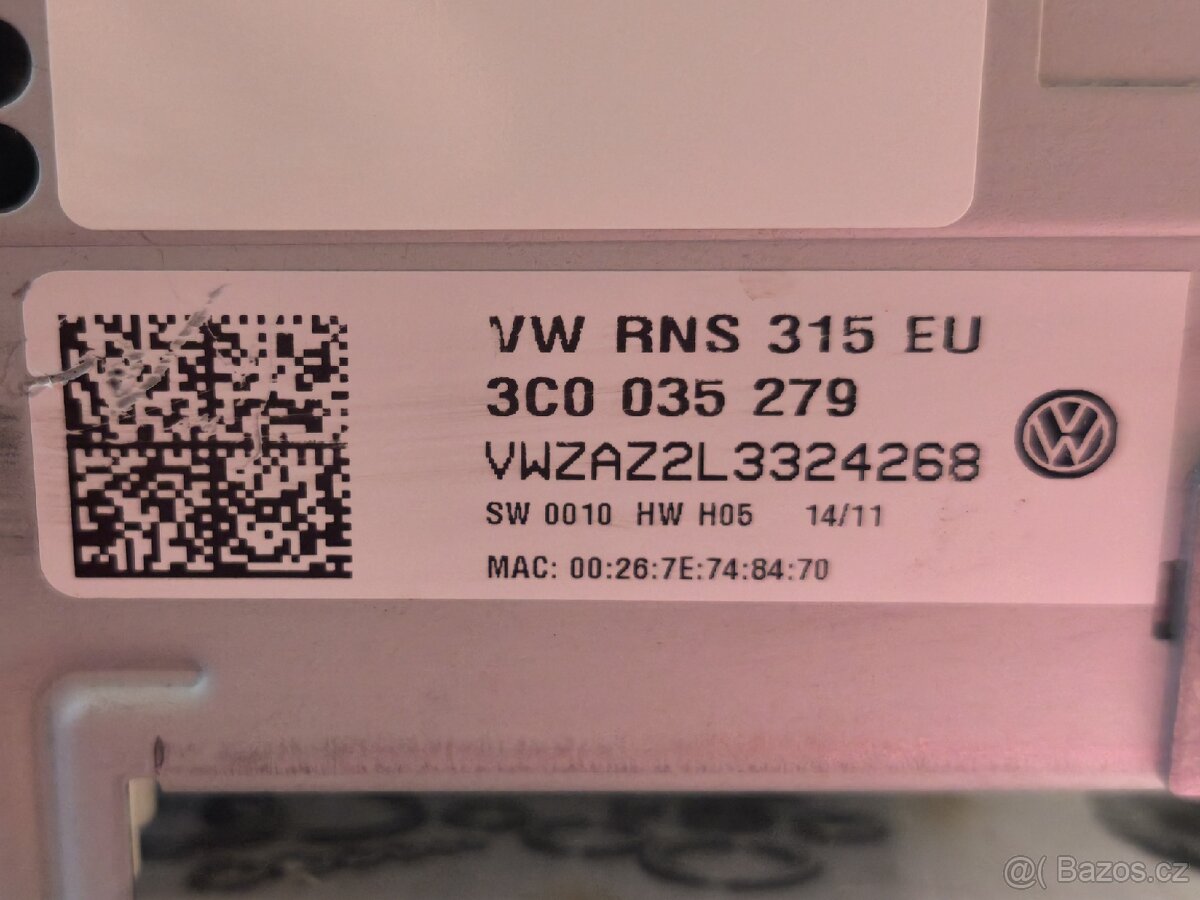 VW RNS 315 EU
3C0 035 279
VWZAZ2L3324268
SW 0010 HW H05 14/11
MAC: 00:26:7E:74:84:70
@( Bazos.cz